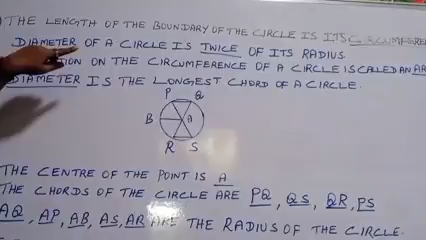 THE LENGTH OF THE BOUNDARY OF THE CIRCLE IS ITS CIRCUMFERE
DIAMETER OF A CIRCLE IS TWICE OF ITS RADIUS.
ION ON THE CIRCUMFERENCE OF A CIRCLE IS CALLED AN AR
DIAMETER IS THE LONGEST CHORD OF A CIRCLE.
P Q
B A
R S
THE CENTRE OF THE POINT IS A
THE CHORDS OF THE CIRCLE ARE PQ, QS, QR, PS
AQ, AP, AB, AS, AR ARE THE RADIUS OF THE CIRCLE.